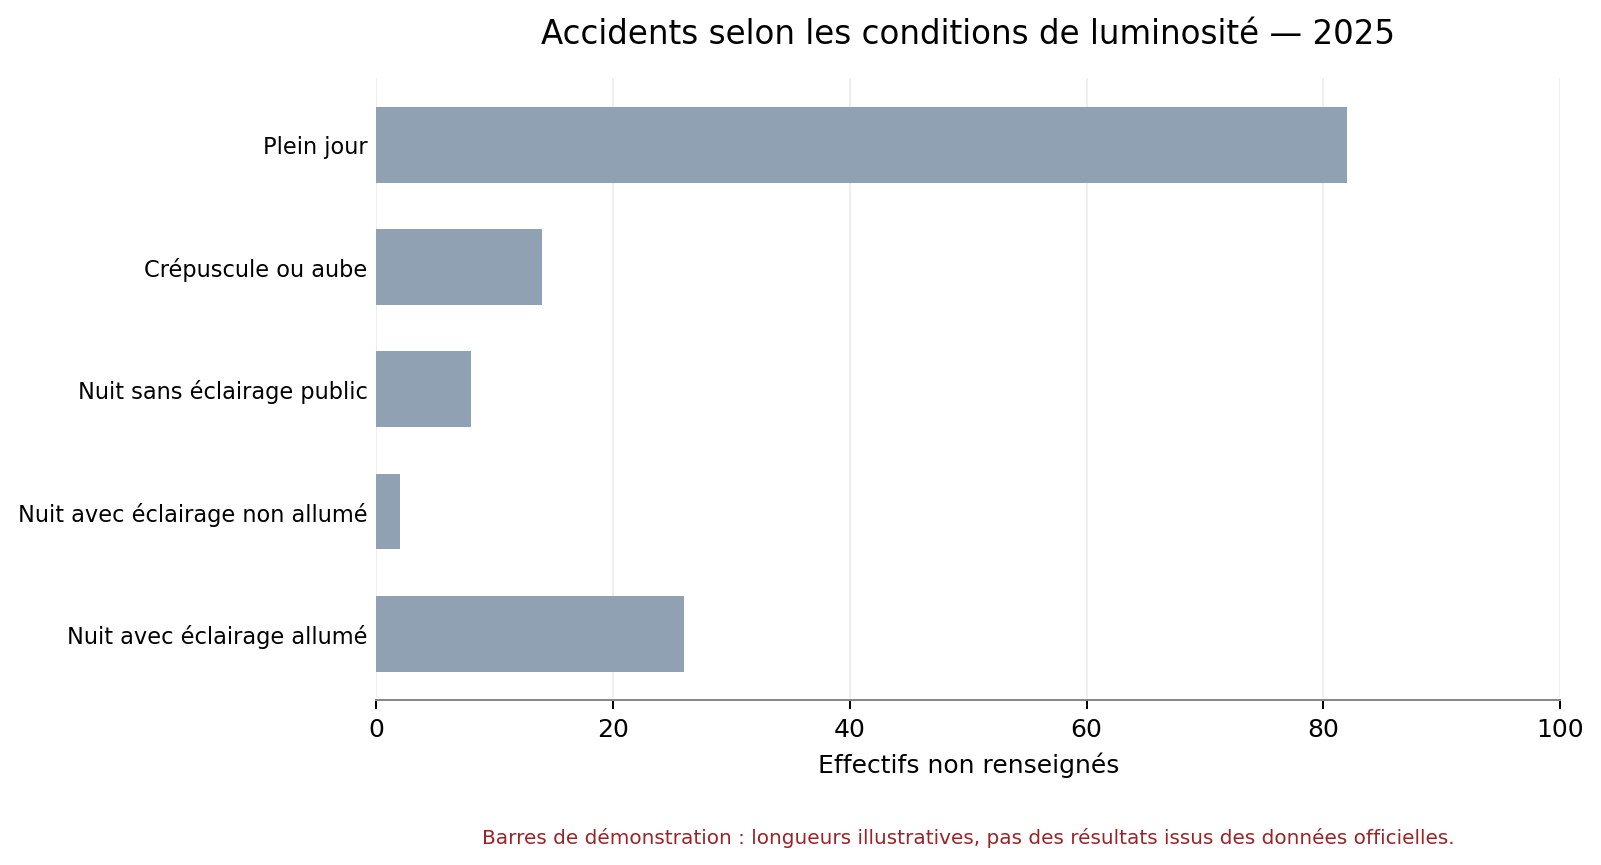 Accidents selon les conditions de luminosité — 2025
Plein jour
Crépuscule ou aube
Nuit sans éclairage public
Nuit avec éclairage non allumé
Nuit avec éclairage allumé
0 20 40 60 80 100
Effectifs non renseignés
Barres de démonstration : longueurs illustratives, pas des résultats issus des données officielles.